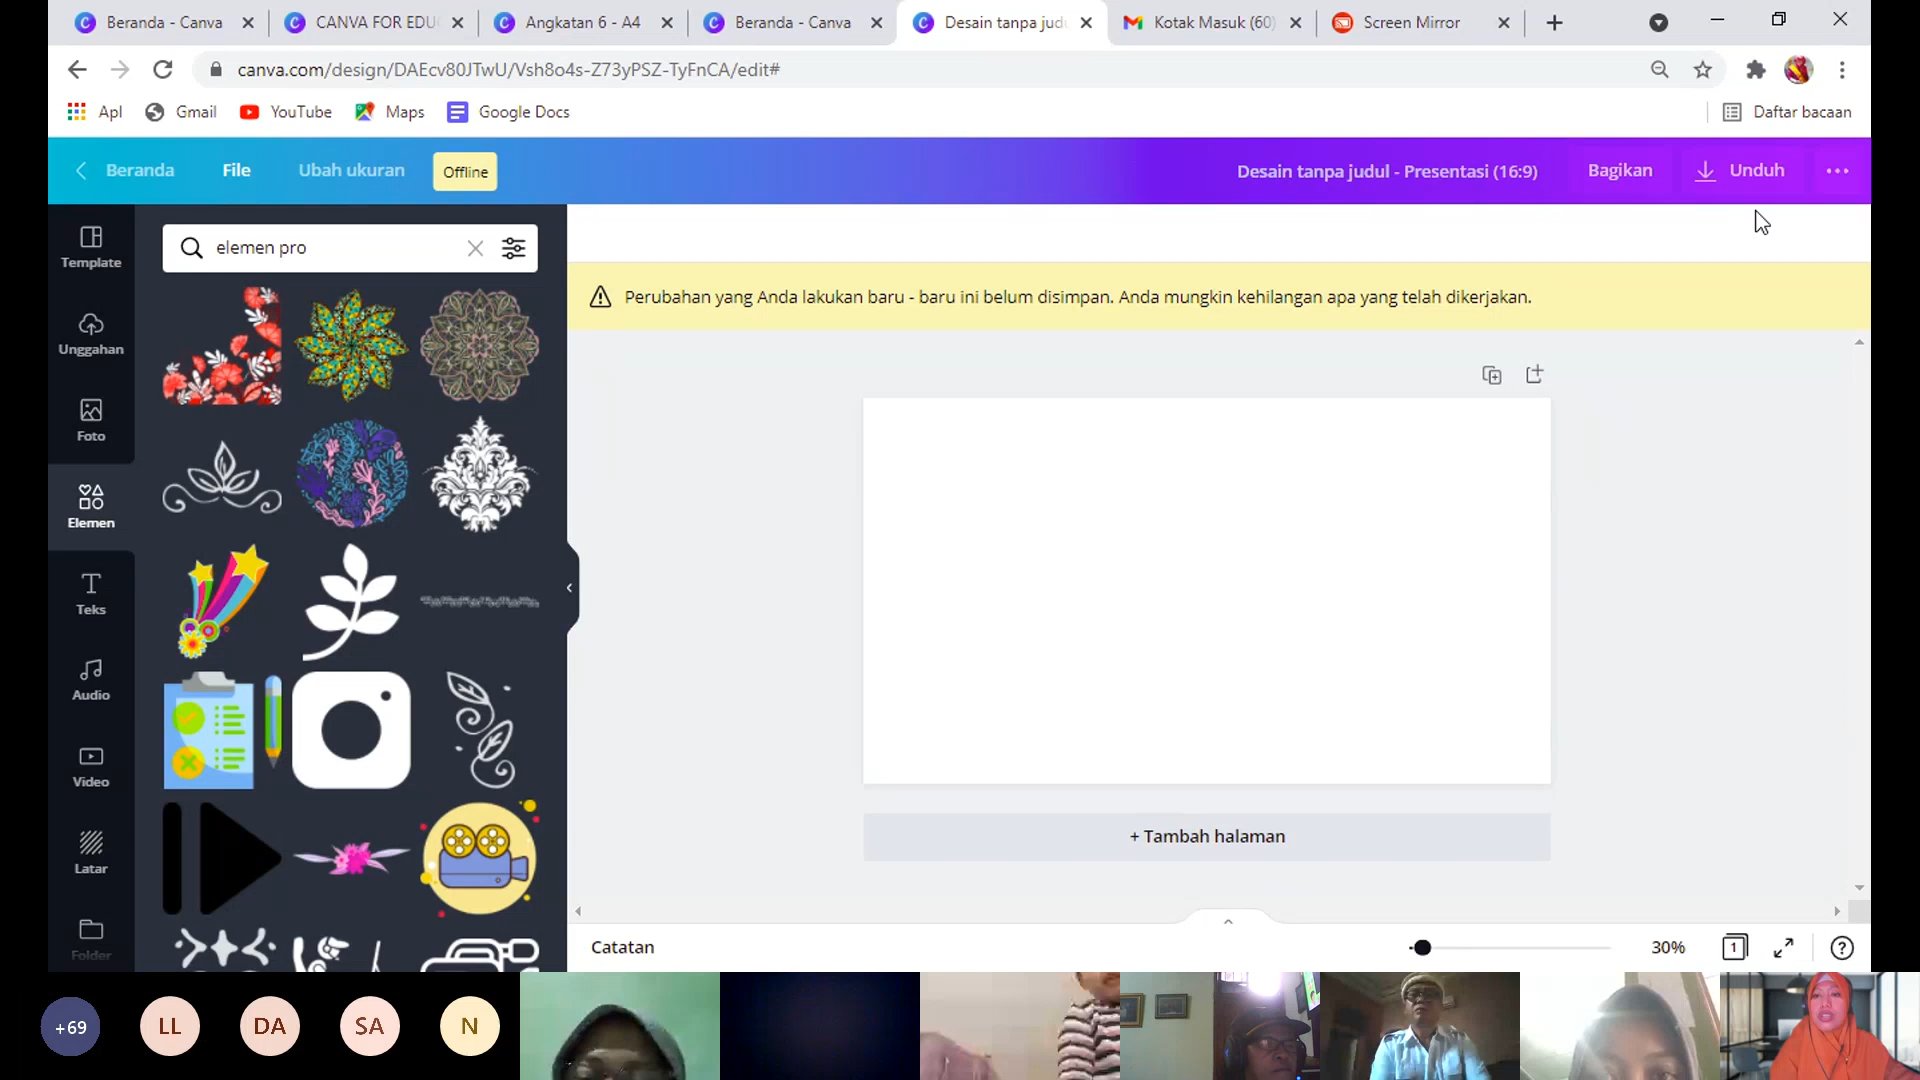 Beranda - Canva
CANVA FOR EDU
Angkatan 6 - A4
Beranda - Canva
Desain tanpa judu
Kotak Masuk (60)
Screen Mirror
canva.com/design/DAEcv80JTwU/Vsh8o4s-Z73yPSZ-TyFnCA/edit#
Apl
Gmail
YouTube
Maps
Google Docs
Daftar bacaan
Beranda
File
Ubah ukuran
Offline
Desain tanpa judul - Presentasi (16:9)
Bagikan
Unduh
elemen pro
Template
Unggahan
Foto
Elemen
Teks
Audio
Video
Latar
Folder
Perubahan yang Anda lakukan baru - baru ini belum disimpan. Anda mungkin kehilangan apa yang telah dikerjakan.
+ Tambah halaman
Catatan
30%
1
+69
LL
DA
SA
N